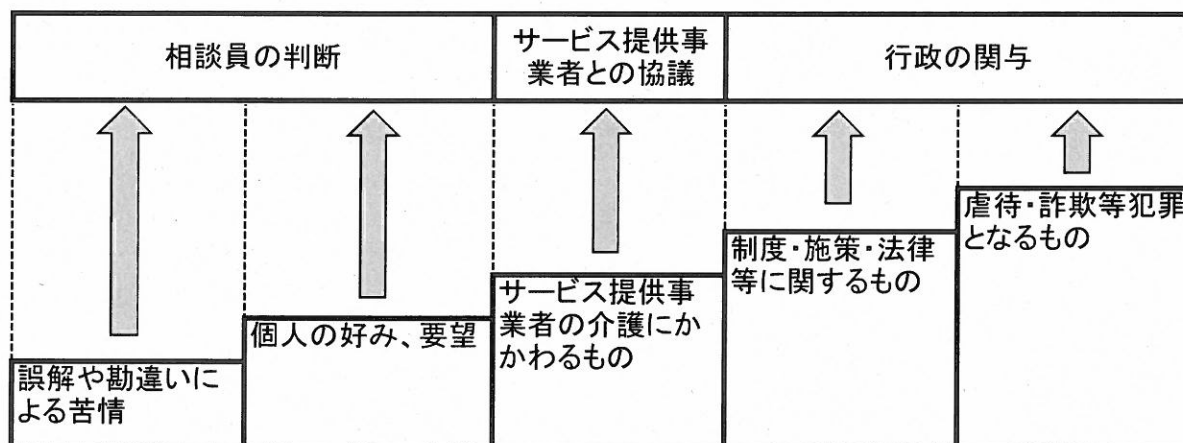 相談員の判断
サービス提供事
業者との協議
行政の関与
誤解や勘違いに
よる苦情
個人の好み、要望
サービス提供事
業者の介護にか
かわるもの
制度・施策・法律
等に関するもの
虐待・詐欺等犯罪
となるもの